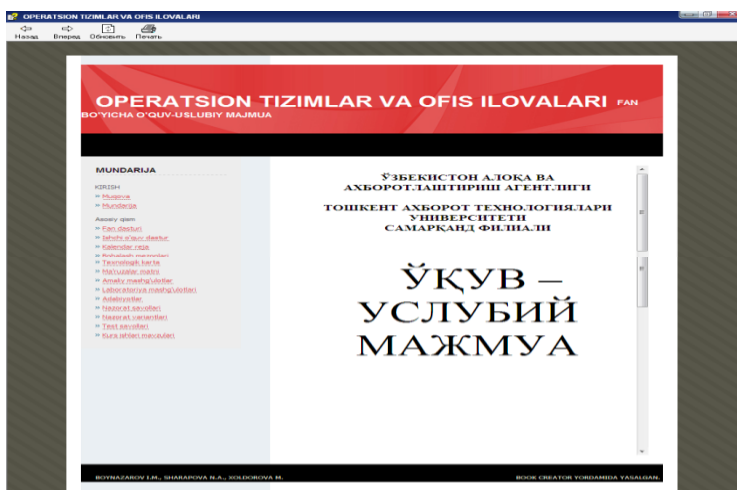 OPERATSION TIZIMLAR VA OFIS ILOVALARI
Назад Вперед Обновить Печать
OPERATSION TIZIMLAR VA OFIS ILOVALARI FAN
BO'YICHA O'QUV-USLUBIY MAJMUA
MUNDARIJA
KIRISH
» Muqova
» Mundarija
Asosiy qism
» Fan dasturi
» Ishchi o'quv dastur
» Kalendar reja
» Baholash mezonlari
» Texnologik karta
» Ma'ruzalar matni
» Amaliy mashg'ulotlar
» Laboratoriya mashg'ulotlari
» Adabiyotlar
» Nazorat savollari
» Nazorat variantlari
» Test savollari
» Kurs ishlari mavzulari
ЎЗБЕКИСТОН АЛОҚА ВА
АХБОРОТЛАШТИРИШ АГЕНТЛИГИ
ТОШКЕНТ АХБОРОТ ТЕХНОЛОГИЯЛАРИ
УНИВЕРСИТЕТИ
САМАРҚАНД ФИЛИАЛИ
ЎҚУВ –
УСЛУБИЙ
МАЖМУА
BOYNAZAROV I.M., SHARAPOVA N.A., XOLDOROVA M.
BOOK CREATOR YORDAMIDA YASALGAN.